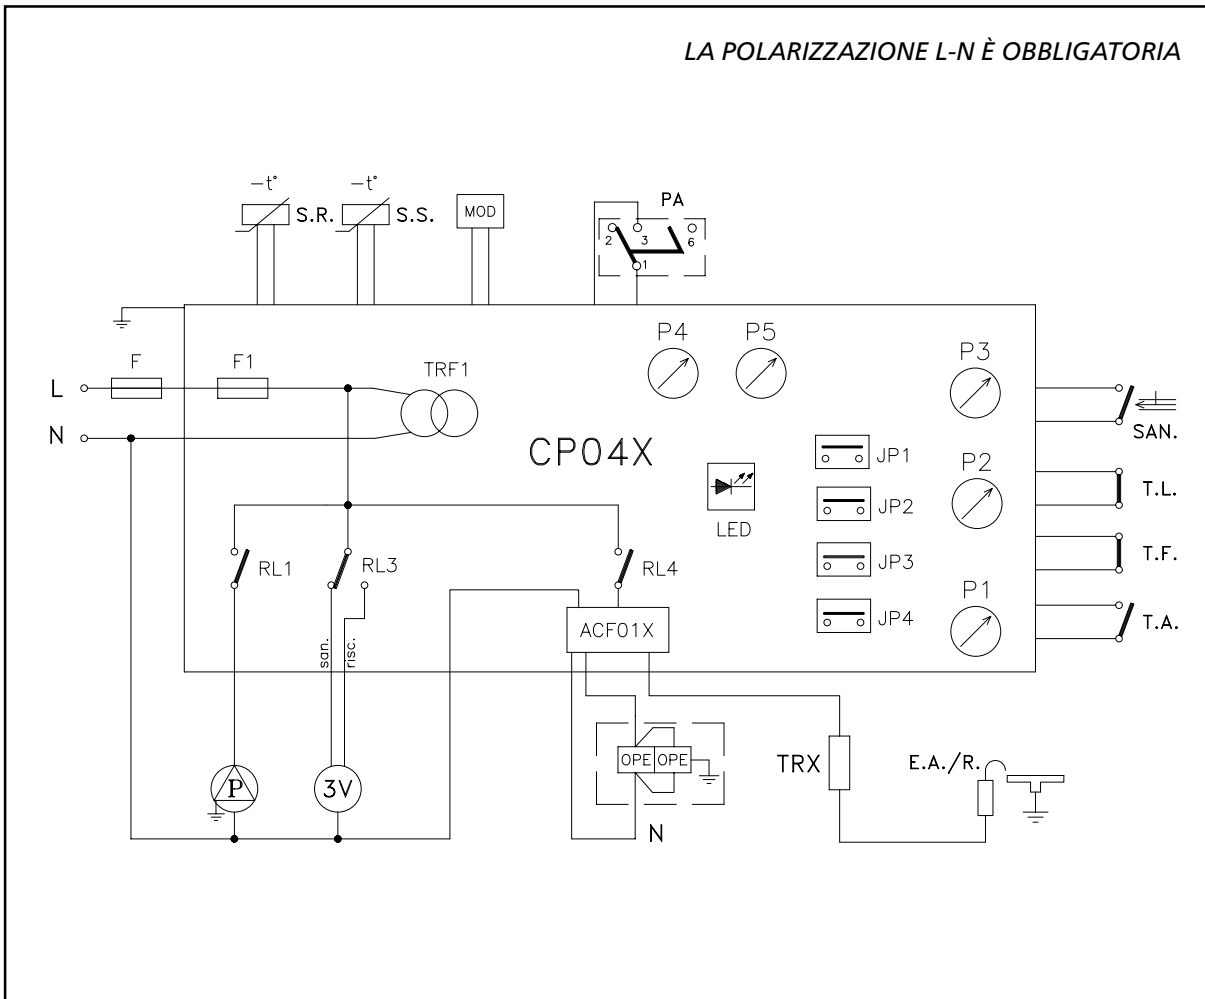 LA POLARIZZAZIONE L-N È OBBLIGATORIA
-t° -t°
S.R. S.S. MOD PA
2 3 6
1
P4 P5 P3
F F1 TRF1
L
N
SAN.
CP04X
JP1 P2
LED JP2 T.L.
RL1 RL3 RL4 JP3 T.F.
P1
ACF01X JP4 T.A.
san. risc.
OPE OPE TRX E.A./R.
P 3V
N